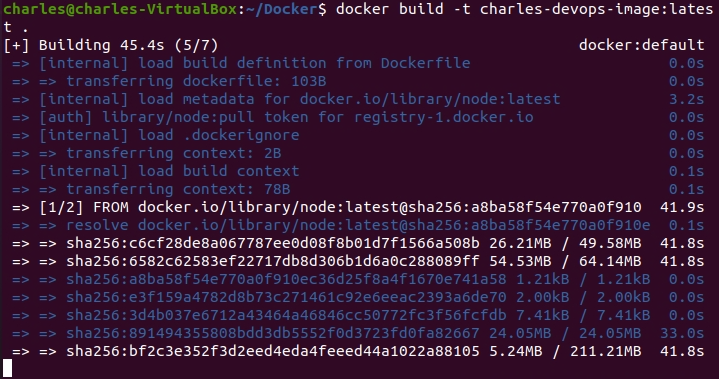 charles@charles-VirtualBox:~/Docker$ docker build -t charles-devops-image:lates
t .
[+] Building 45.4s (5/7) docker:default
=> [internal] load build definition from Dockerfile 0.0s
=> => transferring dockerfile: 103B 0.0s
=> [internal] load metadata for docker.io/library/node:latest 3.2s
=> [auth] library/node:pull token for registry-1.docker.io 0.0s
=> [internal] load .dockerignore 0.0s
=> => transferring context: 2B 0.0s
=> [internal] load build context 0.1s
=> => transferring context: 78B 0.1s
=> [1/2] FROM docker.io/library/node:latest@sha256:a8ba58f54e770a0f910 41.9s
=> => resolve docker.io/library/node:latest@sha256:a8ba58f54e770a0f910e 0.1s
=> => sha256:c6cf28de8a067787ee0d08f8b01d7f1566a508b 26.21MB / 49.58MB 41.8s
=> => sha256:6582c62583ef22717db8d306b1d6a0c288089ff 54.53MB / 64.14MB 41.8s
=> => sha256:a8ba58f54e770a0f910ec36d25f8a4f1670e741a58 1.21kB / 1.21kB 0.0s
=> => sha256:e3f159a4782d8b73c271461c92e6eeac2393a6de70 2.00kB / 2.00kB 0.0s
=> => sha256:3d4b037e6712a43464a46846cc50772fc3f56fcfdb 7.41kB / 7.41kB 0.0s
=> => sha256:891494355808bdd3db5552f0d3723fd0fa82667 24.05MB / 24.05MB 33.0s
=> => sha256:bf2c3e352f3d2eed4eda4feeed44a1022a88105 5.24MB / 211.21MB 41.8s